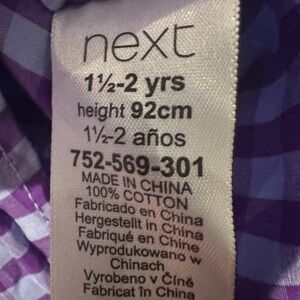 next
1½-2 yrs
height 92cm
1½-2 años
752-569-301
MADE IN CHINA
100% COTTON
Fabricado en China
Hergestellt in China
Fabriqué en Chine
Wyprodukowano w
Chinach
Vyrobeno v Číně
Fabricat în China